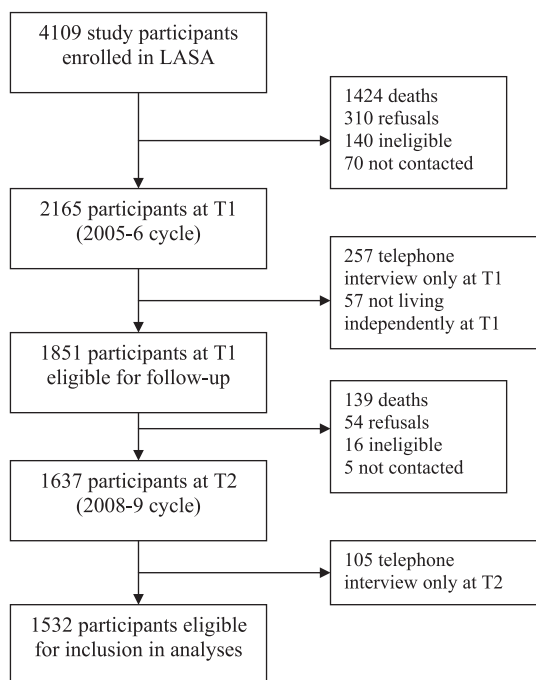 4109 study participants
enrolled in LASA
1424 deaths
310 refusals
140 ineligible
70 not contacted
2165 participants at T1
(2005-6 cycle)
257 telephone
interview only at T1
57 not living
independently at T1
1851 participants at T1
eligible for follow-up
139 deaths
54 refusals
16 ineligible
5 not contacted
1637 participants at T2
(2008-9 cycle)
105 telephone
interview only at T2
1532 participants eligible
for inclusion in analyses